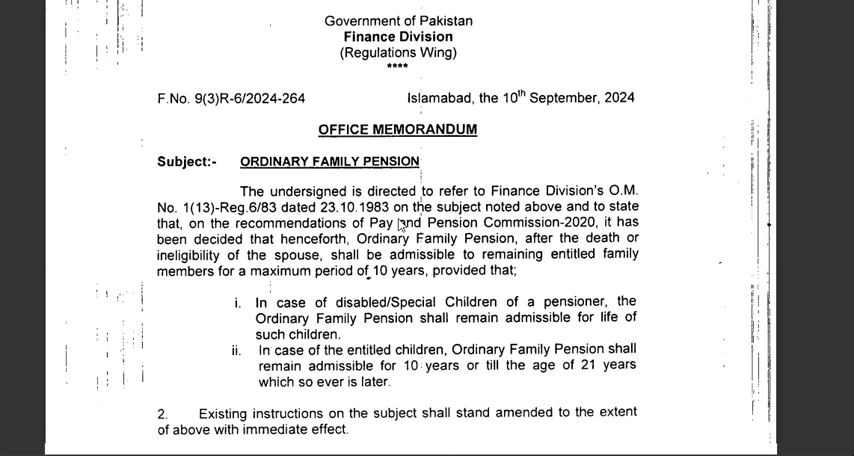 Government of Pakistan
Finance Division
(Regulations Wing)
****
F.No. 9(3)R-6/2024-264 Islamabad, the 10th September, 2024
OFFICE MEMORANDUM
Subject:- ORDINARY FAMILY PENSION
The undersigned is directed to refer to Finance Division's O.M.
No. 1(13)-Reg.6/83 dated 23.10.1983 on the subject noted above and to state
that, on the recommendations of Pay and Pension Commission-2020, it has
been decided that henceforth, Ordinary Family Pension, after the death or
ineligibility of the spouse, shall be admissible to remaining entitled family
members for a maximum period of 10 years, provided that;
i. In case of disabled/Special Children of a pensioner, the
Ordinary Family Pension shall remain admissible for life of
such children.
ii. In case of the entitled children, Ordinary Family Pension shall
remain admissible for 10 years or till the age of 21 years
which so ever is later.
2. Existing instructions on the subject shall stand amended to the extent
of above with immediate effect.